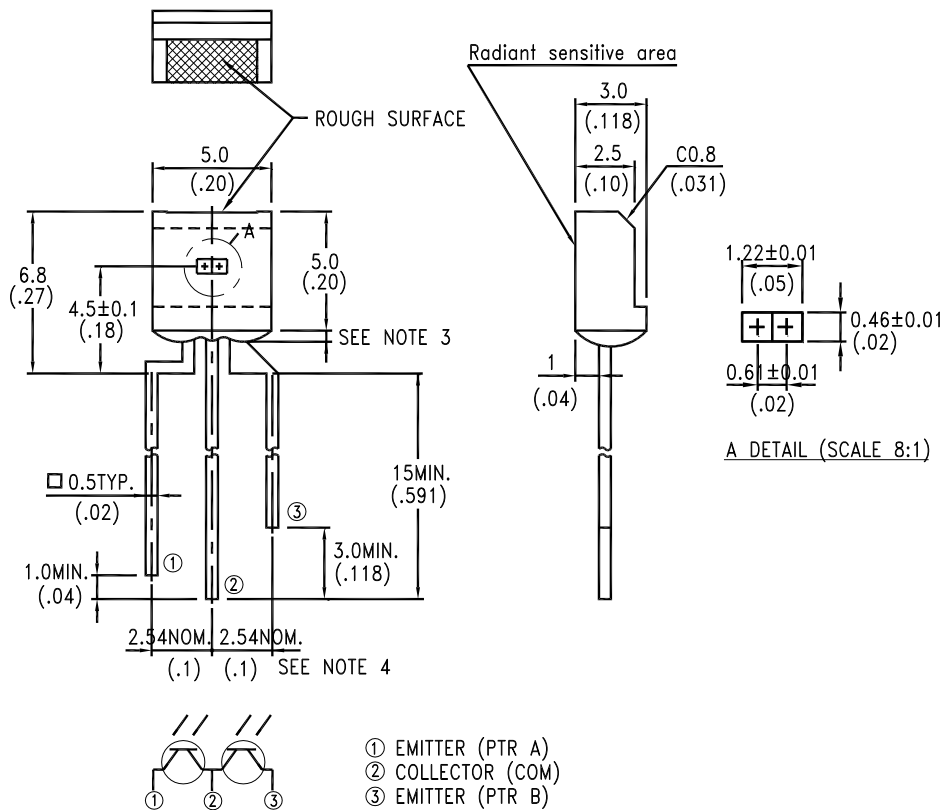 Radiant sensitive area
ROUGH SURFACE
3.0
(.118)
5.0
(.20)
2.5
(.10)
C0.8
(.031)
A
6.8
(.27)
4.5±0.1
(.18)
5.0
(.20)
1.22±0.01
(.05)
0.46±0.01
(.02)
SEE NOTE 3
0.61±0.01
(.02)
1
(.04)
A DETAIL (SCALE 8:1)
15MIN.
(.591)
0.5TYP.
(.02)
③
3.0MIN.
(.118)
①
1.0MIN.
(.04)
②
2.54NOM. 2.54NOM.
(.1) (.1) SEE NOTE 4
① EMITTER (PTR A)
② COLLECTOR (COM)
③ EMITTER (PTR B)
① ② ③